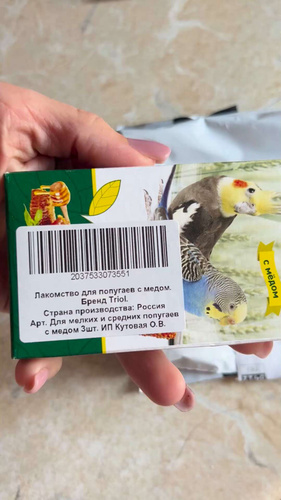 2037533073551
Лакомство для попугаев с медом.
Бренд Triol.
Страна производства: Россия
Арт. Для мелких и средних попугаев
с медом 3шт. ИП Кутовая О.В.
с мёдом